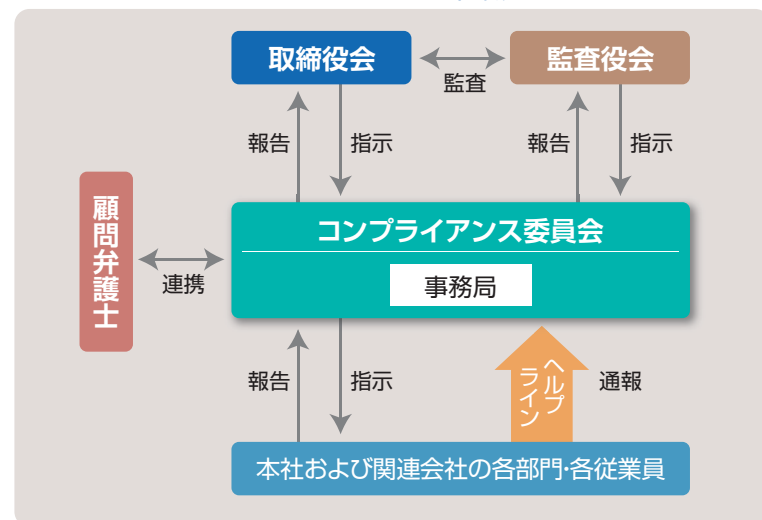 取締役会
監査役会
監査
報告
指示
報告
指示
顧問弁護士
コンプライアンス委員会
連携
事務局
報告
指示
ヘルプ
ライン
通報
本社および関連会社の各部門・各従業員